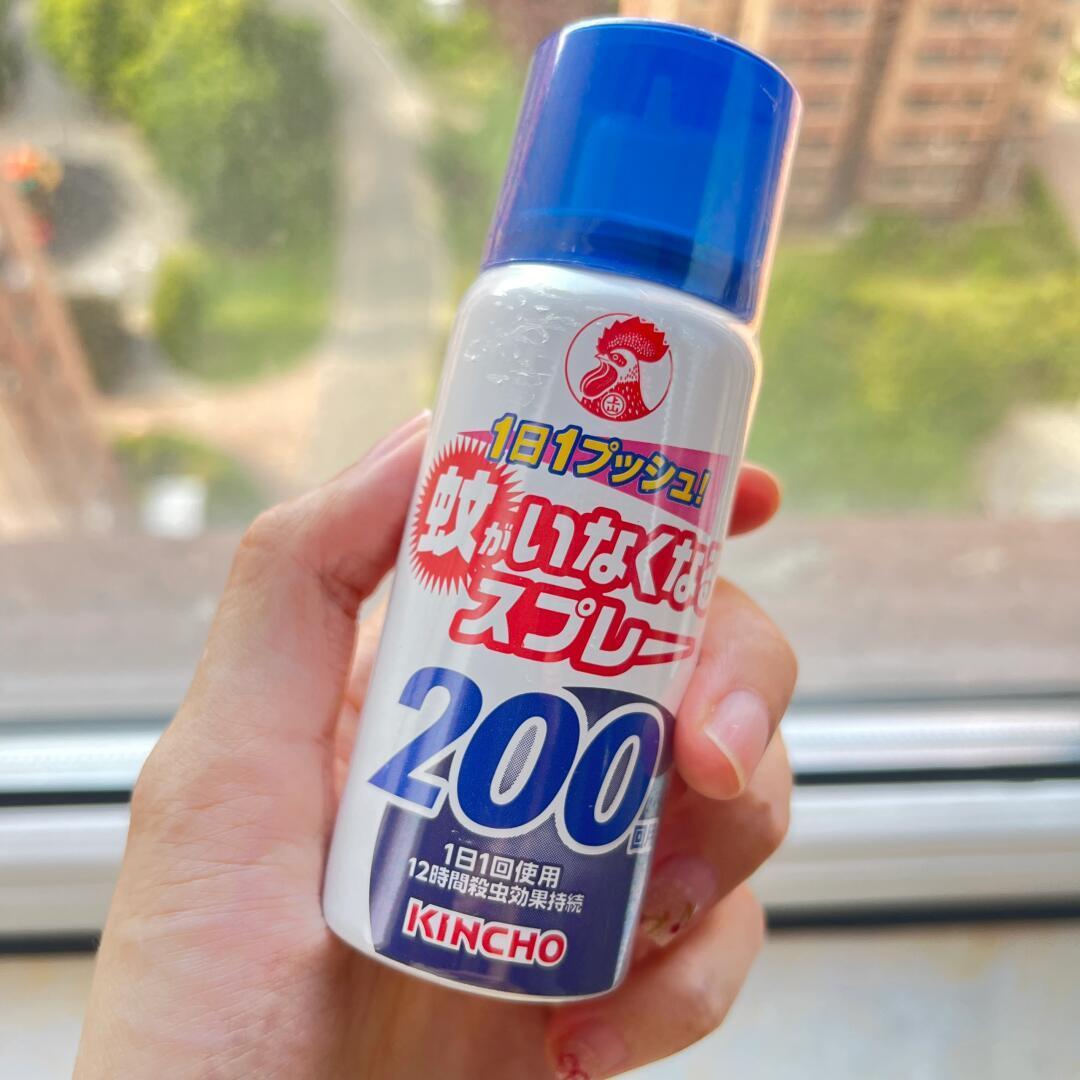 1日1プッシュ!
蚊がいなくなる
スプレー
200
1日1回使用
12時間殺虫効果持続
KINCHO